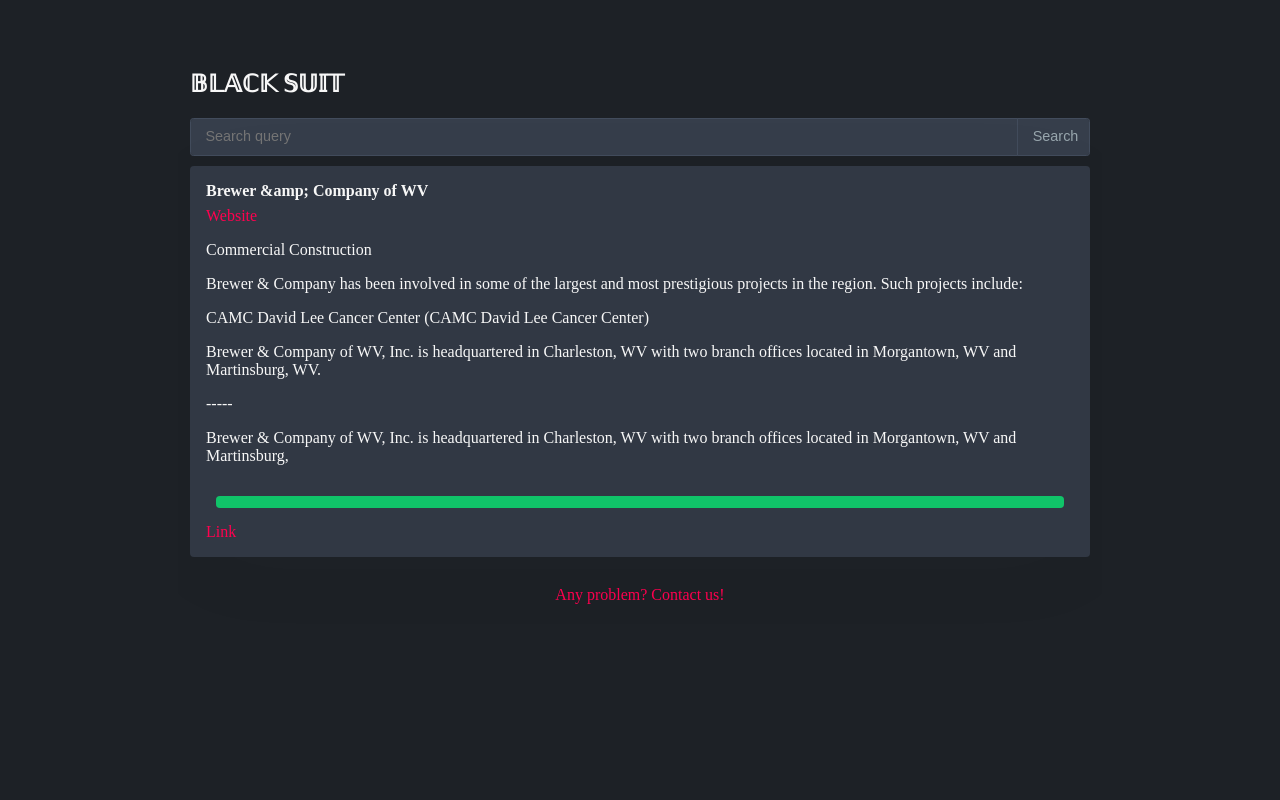 𝔹𝕃𝔸ℂ𝕂 𝕊𝕌𝕀𝕋
Search query
Search
Brewer &amp; Company of WV
Website
Commercial Construction
Brewer & Company has been involved in some of the largest and most prestigious projects in the region. Such projects include:
CAMC David Lee Cancer Center (CAMC David Lee Cancer Center)
Brewer & Company of WV, Inc. is headquartered in Charleston, WV with two branch offices located in Morgantown, WV and
Martinsburg, WV.
-----
Brewer & Company of WV, Inc. is headquartered in Charleston, WV with two branch offices located in Morgantown, WV and
Martinsburg,
Link
Any problem? Contact us!